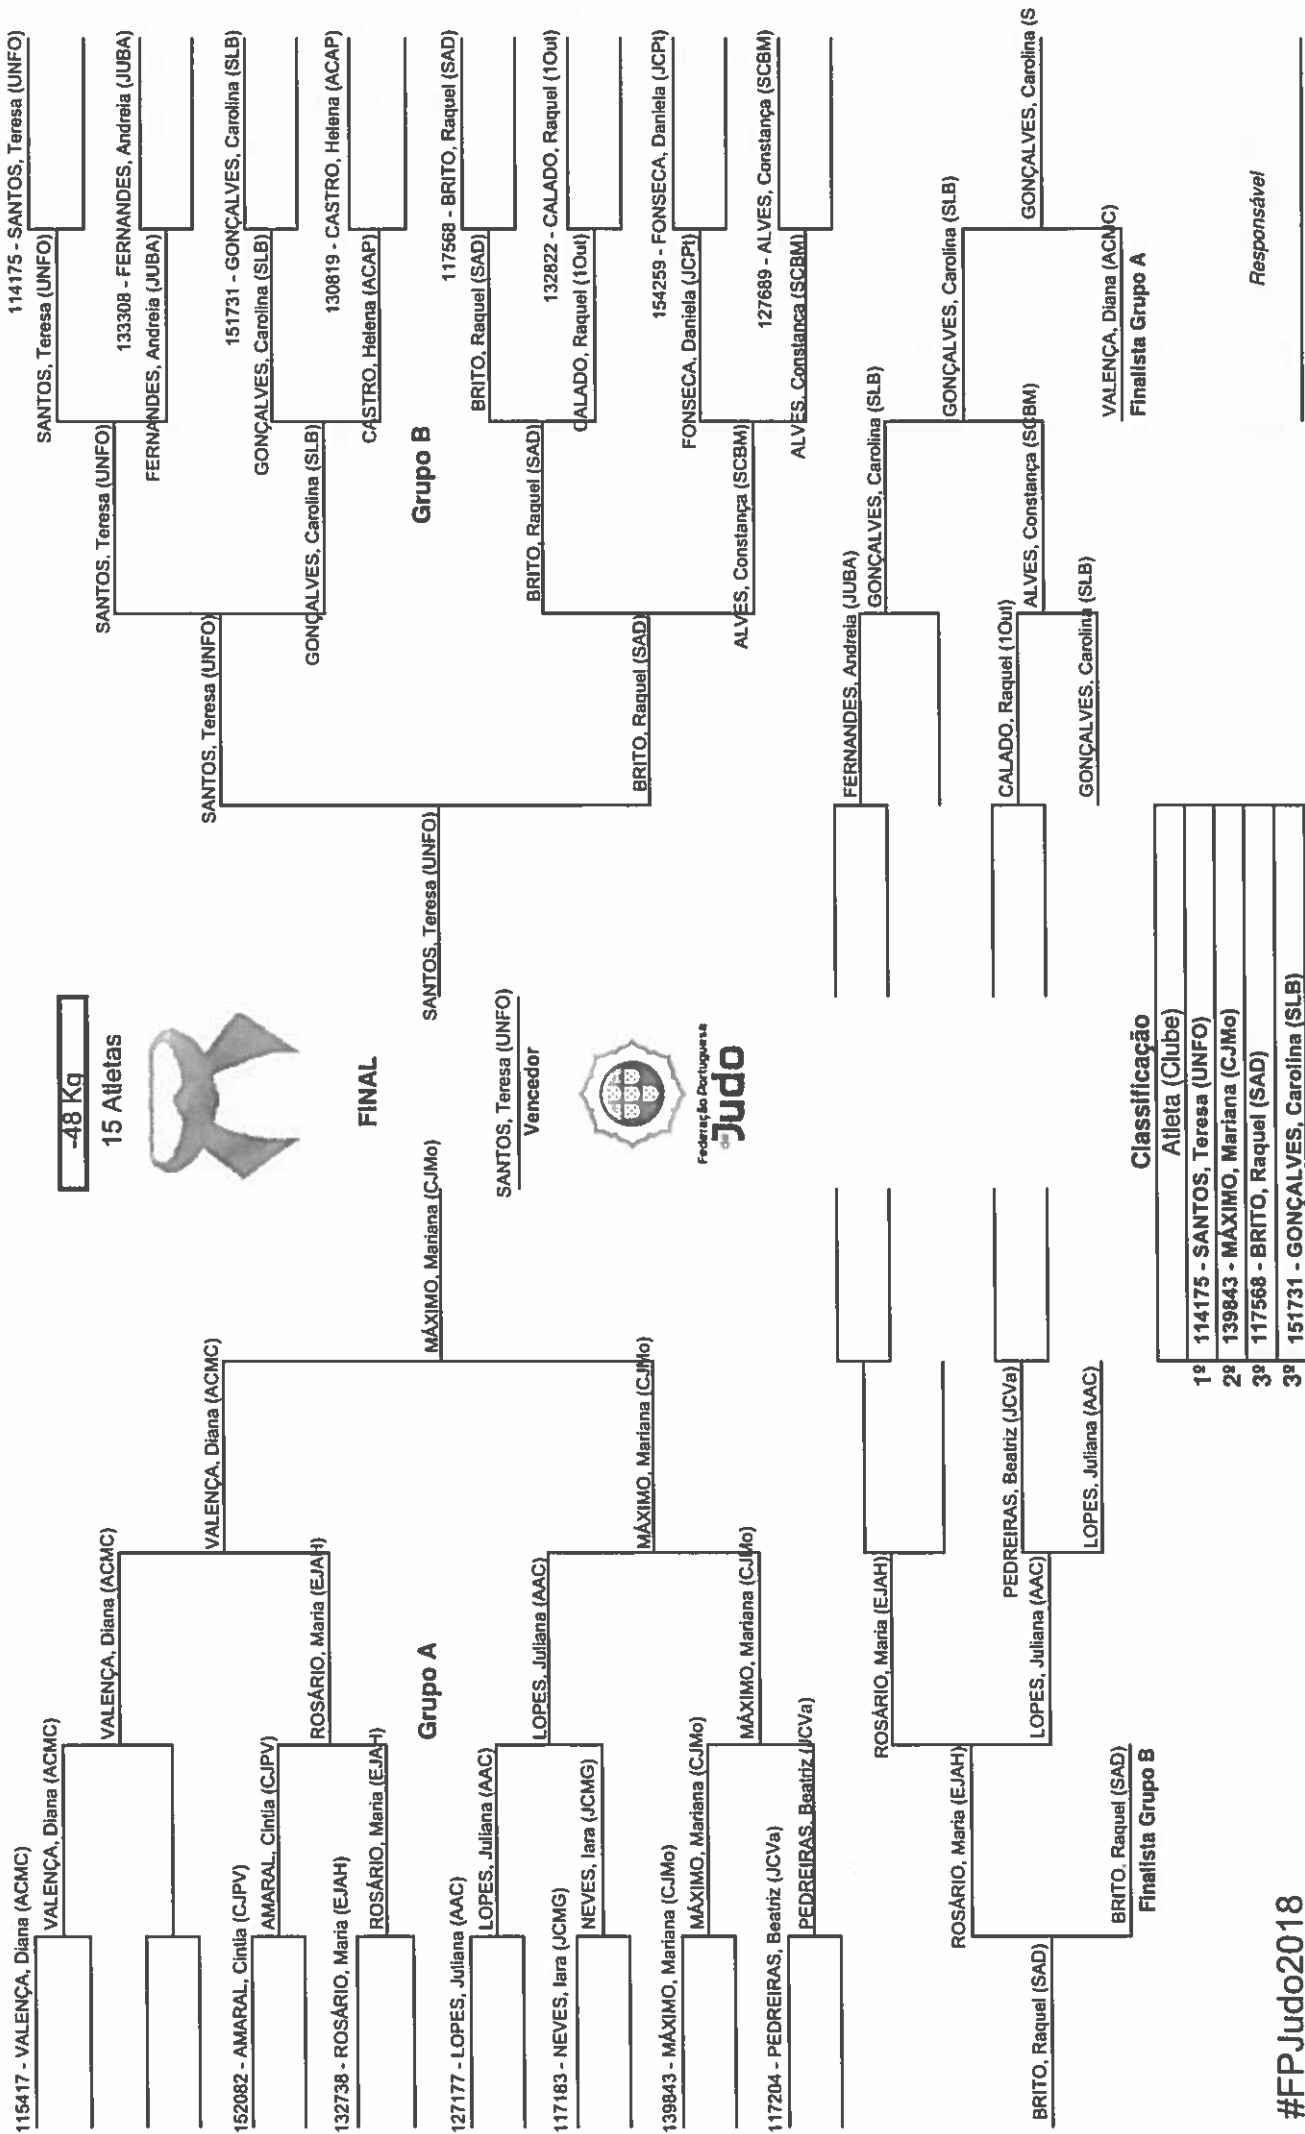 -48 Kg
15 Atletas
FINAL
SANTOS, Teresa (UNFO)
Vencedor
Federação Portuguesa
de Judo
115417 - VALENÇA, Diana (ACMC)
VALENÇA, Diana (ACMC)
VALENÇA, Diana (ACMC)
VALENÇA, Diana (ACMC)
152082 - AMARAL, Cintia (CJPV)
AMARAL, Cintia (CJPV)
132738 - ROSÁRIO, Maria (EJAH)
ROSÁRIO, Maria (EJAH)
ROSÁRIO, Maria (EJAH)
Grupo A
MÁXIMO, Mariana (CJMo)
127177 - LOPES, Juliana (AAC)
LOPES, Juliana (AAC)
LOPES, Juliana (AAC)
117183 - NEVES, Iara (JCMG)
NEVES, Iara (JCMG)
MÁXIMO, Mariana (CJMo)
139843 - MÁXIMO, Mariana (CJMo)
MÁXIMO, Mariana (CJMo)
MÁXIMO, Mariana (CJMo)
117204 - PEDREIRAS, Beatriz (JCVa)
PEDREIRAS, Beatriz (JCVa)
114175 - SANTOS, Teresa (UNFO)
SANTOS, Teresa (UNFO)
SANTOS, Teresa (UNFO)
133308 - FERNANDES, Andreia (JUBA)
FERNANDES, Andreia (JUBA)
SANTOS, Teresa (UNFO)
151731 - GONÇALVES, Carolina (SLB)
GONÇALVES, Carolina (SLB)
GONÇALVES, Carolina (SLB)
130819 - CASTRO, Helena (ACAP)
CASTRO, Helena (ACAP)
Grupo B
SANTOS, Teresa (UNFO)
117568 - BRITO, Raquel (SAD)
BRITO, Raquel (SAD)
BRITO, Raquel (SAD)
132822 - CALADO, Raquel (1Out)
CALADO, Raquel (1Out)
BRITO, Raquel (SAD)
154259 - FONSECA, Daniela (JCPt)
FONSECA, Daniela (JCPt)
ALVES, Constança (SCBM)
127689 - ALVES, Constança (SCBM)
ALVES, Constança (SCBM)
ROSÁRIO, Maria (EJAH)
ROSÁRIO, Maria (EJAH)
PEDREIRAS, Beatriz (JCVa)
LOPES, Juliana (AAC)
LOPES, Juliana (AAC)
BRITO, Raquel (SAD)
BRITO, Raquel (SAD)
Finalista Grupo B
FERNANDES, Andreia (JUBA)
GONÇALVES, Carolina (SLB)
GONÇALVES, Carolina (SLB)
CALADO, Raquel (1Out)
ALVES, Constança (SCBM)
GONÇALVES, Carolina (SLB)
GONÇALVES, Carolina (S
VALENÇA, Diana (ACMC)
Finalista Grupo A
Classificação
Atleta (Clube)
1º 114175 - SANTOS, Teresa (UNFO)
2º 139843 - MÁXIMO, Mariana (CJMo)
3º 117568 - BRITO, Raquel (SAD)
3º 151731 - GONÇALVES, Carolina (SLB)
Responsável
#FPJudo2018